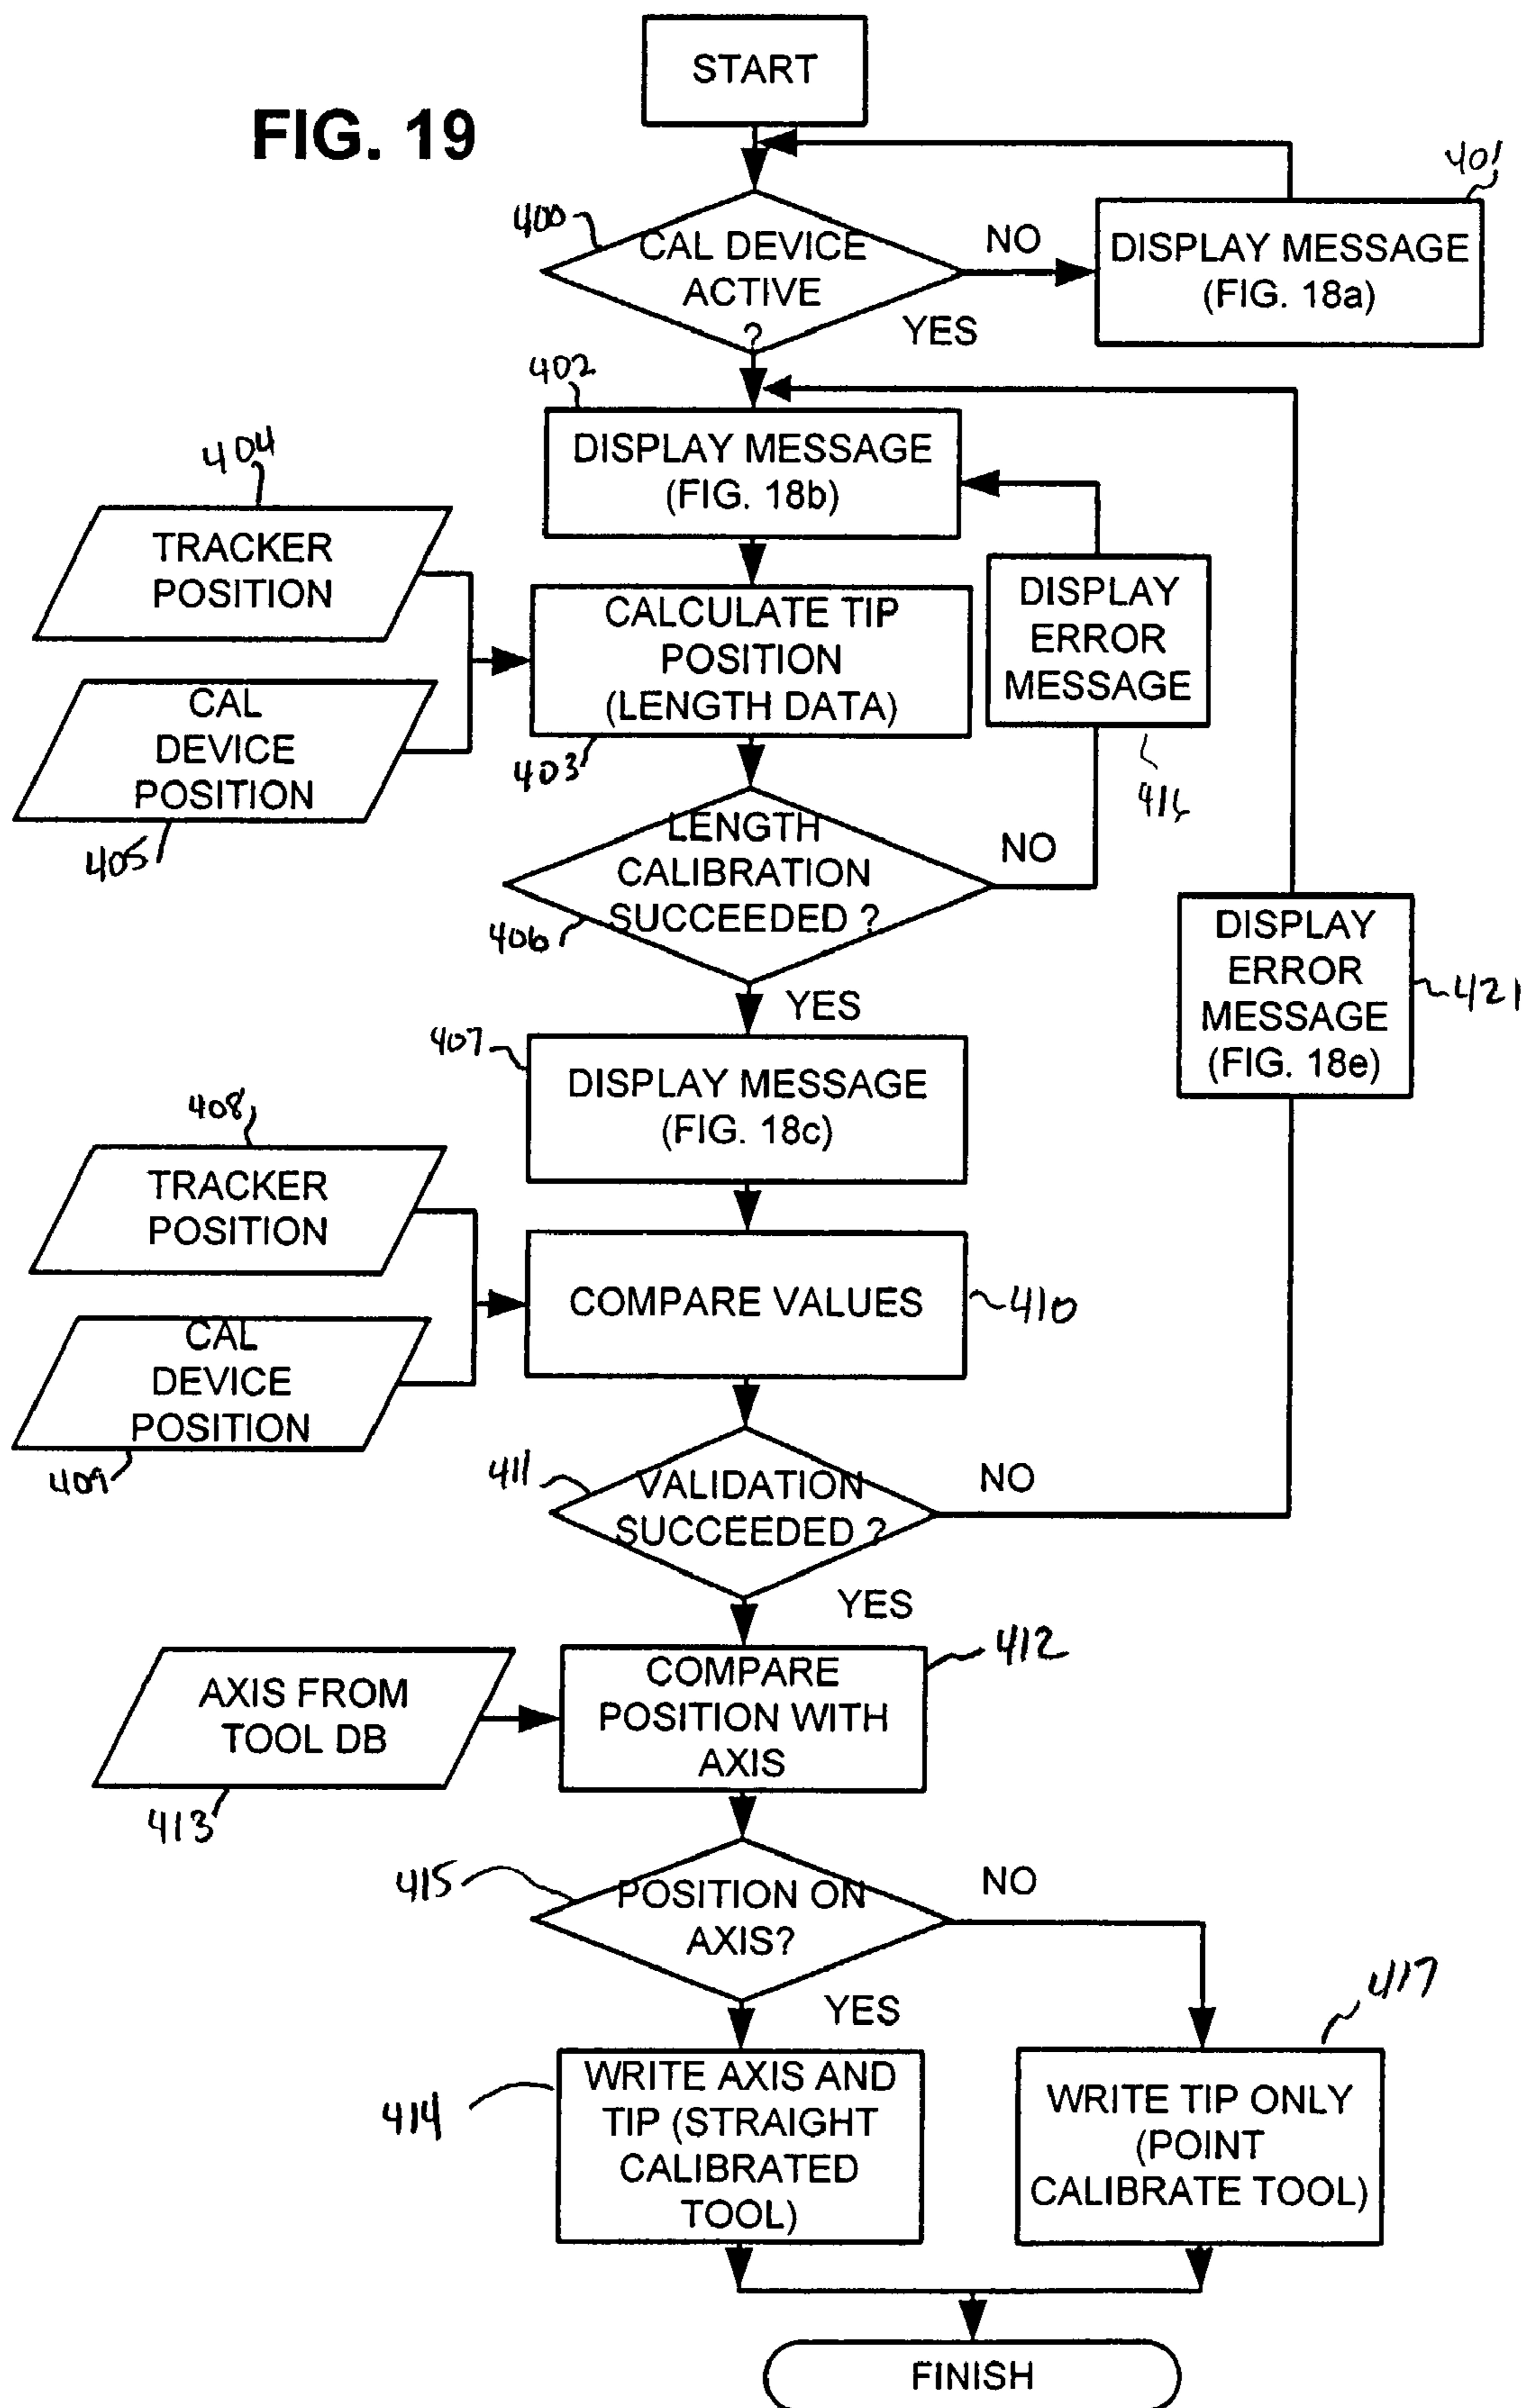 START
FIG. 19
401
400
CAL DEVICE
ACTIVE
?
NO
DISPLAY MESSAGE
(FIG. 18a)
YES
402
DISPLAY MESSAGE
(FIG. 18b)
404
TRACKER
POSITION
CALCULATE TIP
POSITION
(LENGTH DATA)
DISPLAY
ERROR
MESSAGE
CAL
DEVICE
POSITION
403
405
LENGTH
CALIBRATION
SUCCEEDED ?
NO
406
DISPLAY
ERROR
MESSAGE
(FIG. 18e)
421
YES
407
DISPLAY MESSAGE
(FIG. 18c)
408
TRACKER
POSITION
COMPARE VALUES
410
CAL
DEVICE
POSITION
409
411
VALIDATION
SUCCEEDED ?
NO
YES
412
COMPARE
POSITION WITH
AXIS
AXIS FROM
TOOL DB
413
415
POSITION ON
AXIS?
NO
YES
417
414
WRITE AXIS AND
TIP (STRAIGHT
CALIBRATED
TOOL)
WRITE TIP ONLY
(POINT
CALIBRATE TOOL)
FINISH